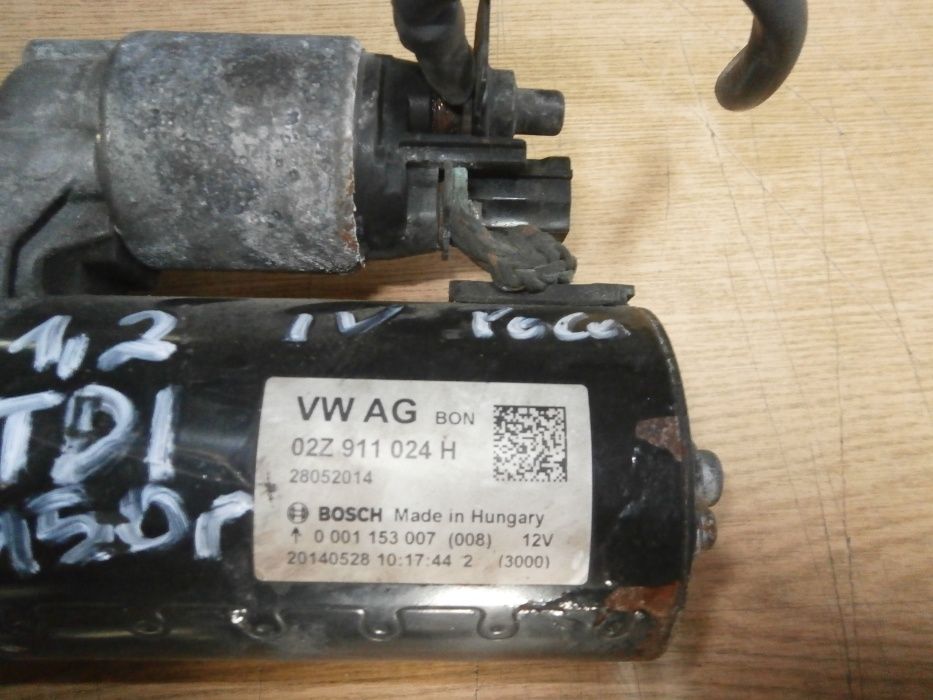 1,2 IV
TDI
VW AG BON
02Z 911 024 H
28052014
BOSCH Made in Hungary
↑ 0 001 153 007 (008) 12V
20140528 10:17:44 2 (3000)